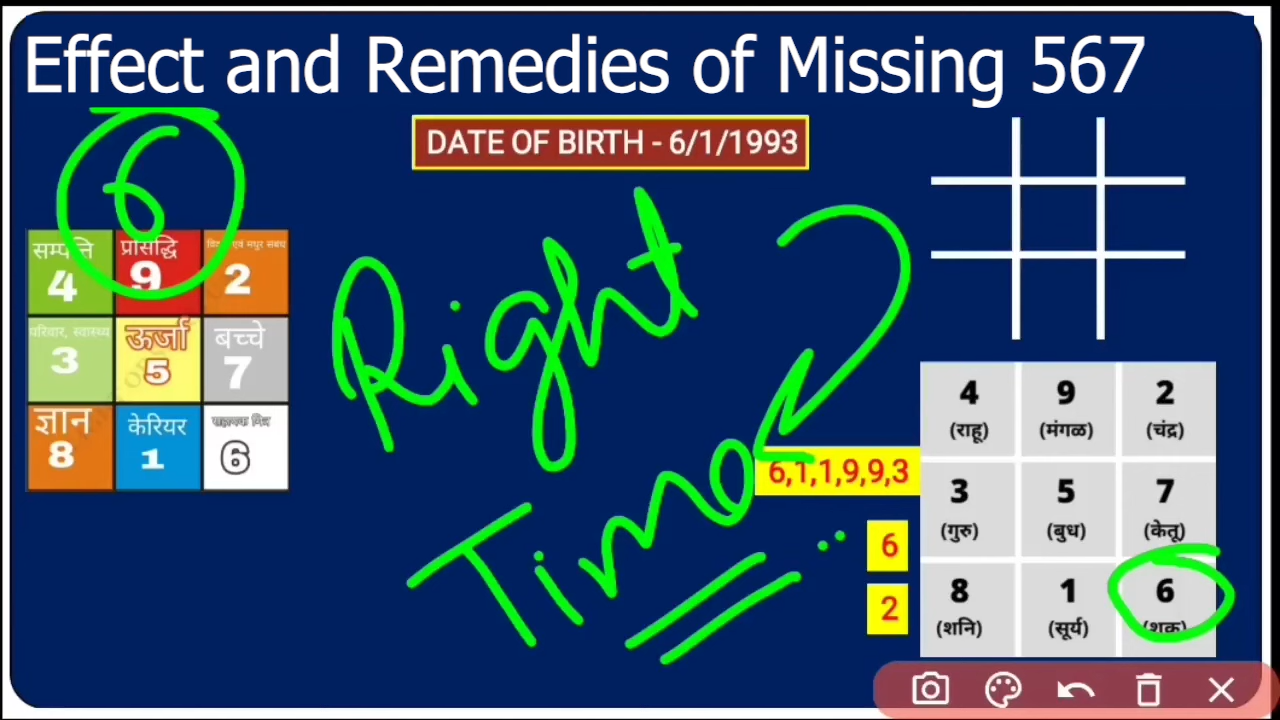 Effect and Remedies of Missing 567
DATE OF BIRTH - 6/1/1993
6
सम्पत्ति प्रसिद्धि
4 9 2
परिवार, स्वास्थ्य ऊर्जा बच्चे
3 5 7
ज्ञान केरियर सहायक मित्र
8 1 6
Right
Time
6,1,1,9,9,3
6
2
4 9 2
(राहू) (मंगळ) (चंद्र)
3 5 7
(गुरु) (बुध) (केतू)
8 1 6
(शनि) (सूर्य) (शुक्र)